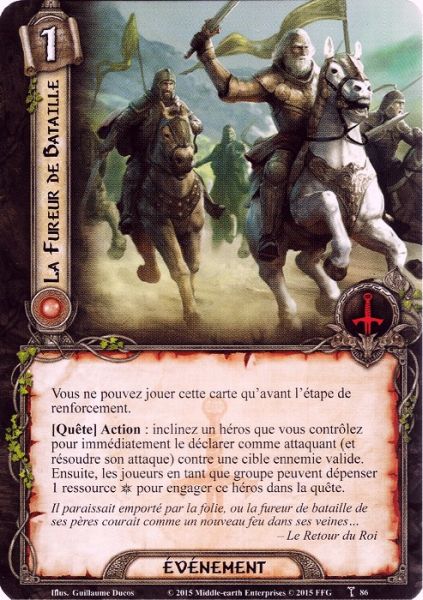 1
La Fureur de Bataille
Vous ne pouvez jouer cette carte qu'avant l'étape de
renforcement.
[Quête] Action : inclinez un héros que vous contrôlez
pour immédiatement le déclarer comme attaquant (et
résoudre son attaque) contre une cible ennemie valide.
Ensuite, les joueurs en tant que groupe peuvent dépenser
1 ressource pour engager ce héros dans la quête.
Il paraissait emporté par la folie, ou la fureur de bataille de
ses pères courait comme un nouveau feu dans ses veines…
– Le Retour du Roi
Événement
Illus. Guillaume Ducos © 2015 Middle-earth Enterprises © 2015 FFG 86